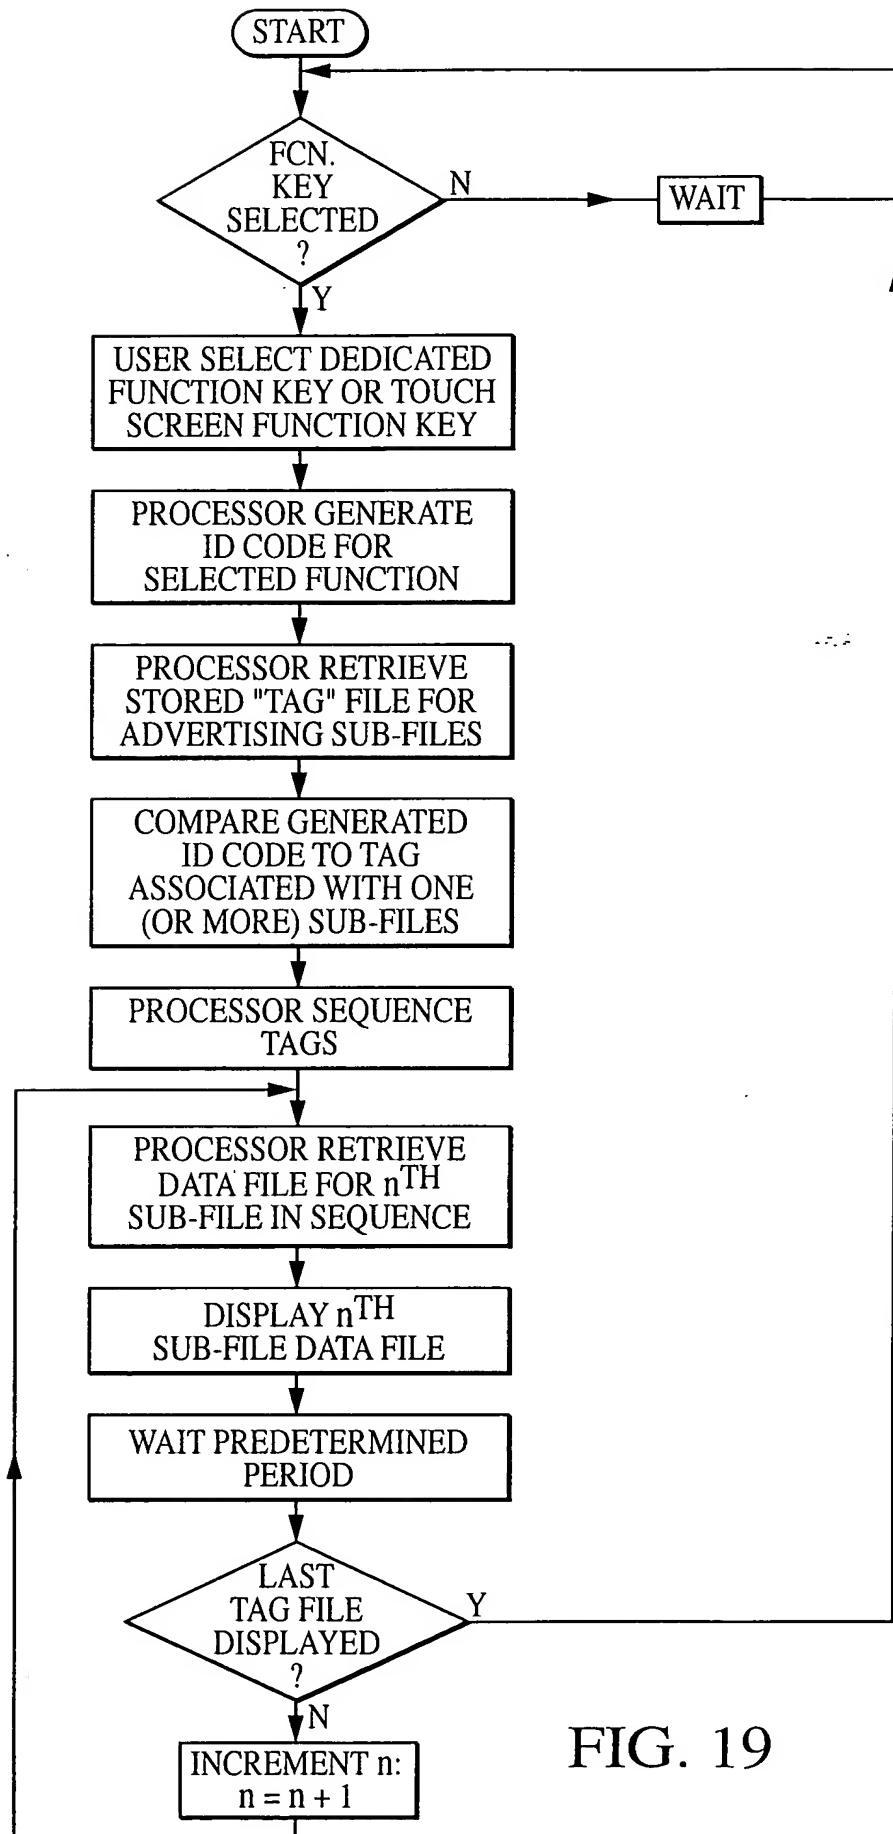 START
FCN.
KEY
SELECTED
?
N
WAIT
Y
USER SELECT DEDICATED
FUNCTION KEY OR TOUCH
SCREEN FUNCTION KEY
PROCESSOR GENERATE
ID CODE FOR
SELECTED FUNCTION
PROCESSOR RETRIEVE
STORED "TAG" FILE FOR
ADVERTISING SUB-FILES
COMPARE GENERATED
ID CODE TO TAG
ASSOCIATED WITH ONE
(OR MORE) SUB-FILES
PROCESSOR SEQUENCE
TAGS
PROCESSOR RETRIEVE
DATA FILE FOR nTH
SUB-FILE IN SEQUENCE
DISPLAY nTH
SUB-FILE DATA FILE
WAIT PREDETERMINED
PERIOD
LAST
TAG FILE
DISPLAYED
?
Y
N
INCREMENT n:
n = n + 1
FIG. 19